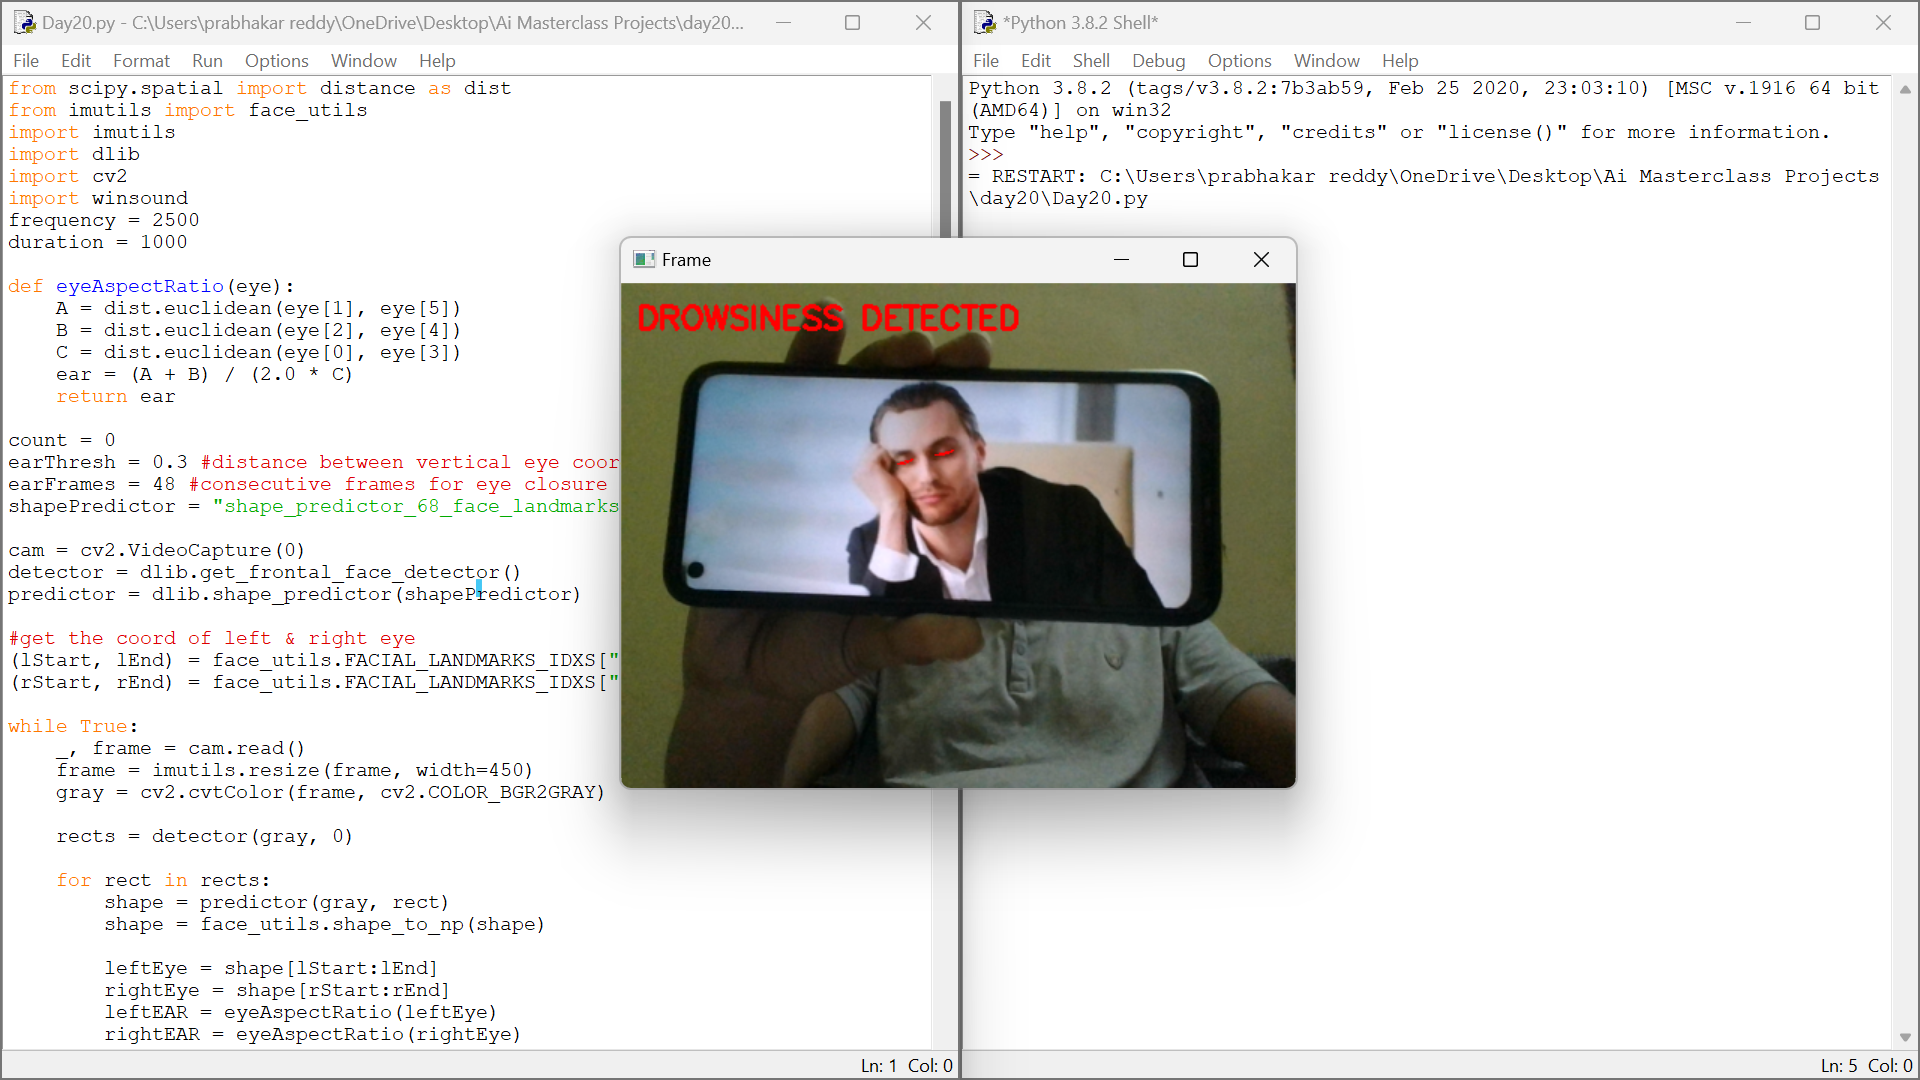 Day20.py - C:\Users\prabhakar reddy\OneDrive\Desktop\Ai Masterclass Projects\day20...
File Edit Format Run Options Window Help
from scipy.spatial import distance as dist
from imutils import face_utils
import imutils
import dlib
import cv2
import winsound
frequency = 2500
duration = 1000
def eyeAspectRatio(eye):
    A = dist.euclidean(eye[1], eye[5])
    B = dist.euclidean(eye[2], eye[4])
    C = dist.euclidean(eye[0], eye[3])
    ear = (A + B) / (2.0 * C)
    return ear
count = 0
earThresh = 0.3 #distance between vertical eye coor
earFrames = 48 #consecutive frames for eye closure
shapePredictor = "shape_predictor_68_face_landmarks
cam = cv2.VideoCapture(0)
detector = dlib.get_frontal_face_detector()
predictor = dlib.shape_predictor(shapePredictor)
#get the coord of left & right eye
(lStart, lEnd) = face_utils.FACIAL_LANDMARKS_IDXS["
(rStart, rEnd) = face_utils.FACIAL_LANDMARKS_IDXS["
while True:
    _, frame = cam.read()
    frame = imutils.resize(frame, width=450)
    gray = cv2.cvtColor(frame, cv2.COLOR_BGR2GRAY)
    rects = detector(gray, 0)
    for rect in rects:
        shape = predictor(gray, rect)
        shape = face_utils.shape_to_np(shape)
        leftEye = shape[lStart:lEnd]
        rightEye = shape[rStart:rEnd]
        leftEAR = eyeAspectRatio(leftEye)
        rightEAR = eyeAspectRatio(rightEye)
Ln: 1 Col: 0
Frame
DROWSINESS DETECTED
*Python 3.8.2 Shell*
File Edit Shell Debug Options Window Help
Python 3.8.2 (tags/v3.8.2:7b3ab59, Feb 25 2020, 23:03:10) [MSC v.1916 64 bit
(AMD64)] on win32
Type "help", "copyright", "credits" or "license()" for more information.
>>>
= RESTART: C:\Users\prabhakar reddy\OneDrive\Desktop\Ai Masterclass Projects
\day20\Day20.py
Ln: 5 Col: 0